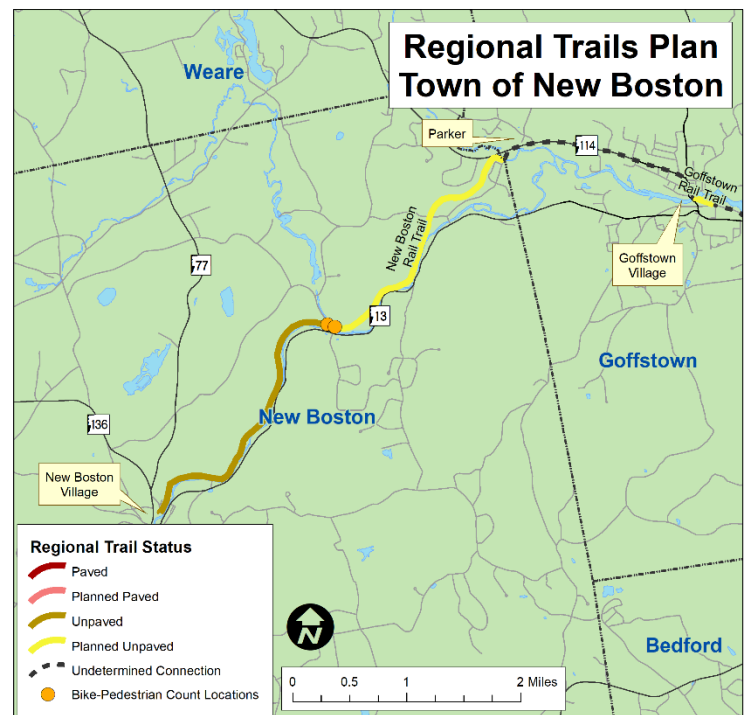 Regional Trails Plan
Town of New Boston
Weare
Parker
114
Goffstown
Rail Trail
New Boston
Rail Trail
Goffstown
Village
77
13
Goffstown
New Boston
136
New Boston
Village
Bedford
Regional Trail Status
Paved
Planned Paved
Unpaved
Planned Unpaved
Undetermined Connection
Bike-Pedestrian Count Locations
N
0 0.5 1 2 Miles